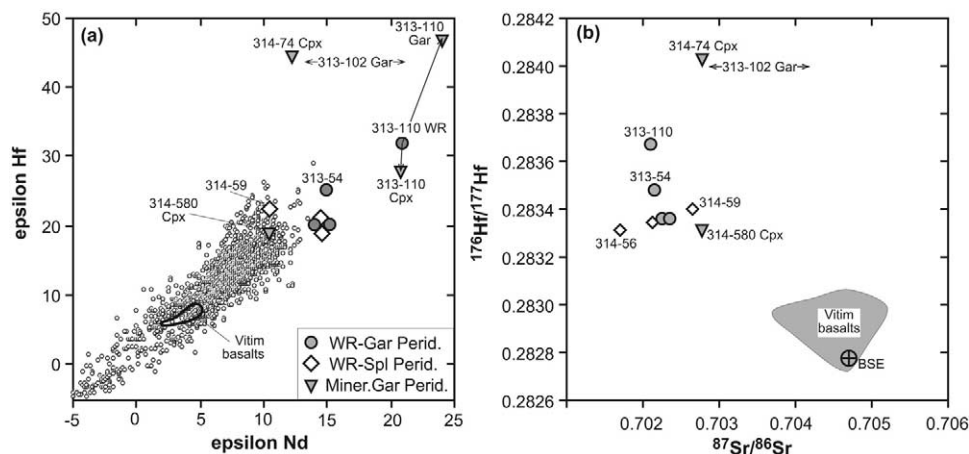 (a)
50
40
30
20
10
0
-5
0
5
10
15
20
25
epsilon Hf
epsilon Nd
314-74 Cpx
313-110
Gar
313-102 Gar
313-110 WR
313-54
313-110
Cpx
314-59
314-580
Cpx
Vitim
basalts
WR-Gar Perid.
WR-Spl Perid.
Miner.Gar Perid.
(b)
0.2842
0.2840
0.2838
0.2836
0.2834
0.2832
0.2830
0.2828
0.2826
0.702
0.703
0.704
0.705
0.706
¹⁷⁶Hf/¹⁷⁷Hf
⁸⁷Sr/⁸⁶Sr
314-74 Cpx
313-102 Gar
313-110
313-54
314-59
314-56
314-580 Cpx
Vitim
basalts
BSE